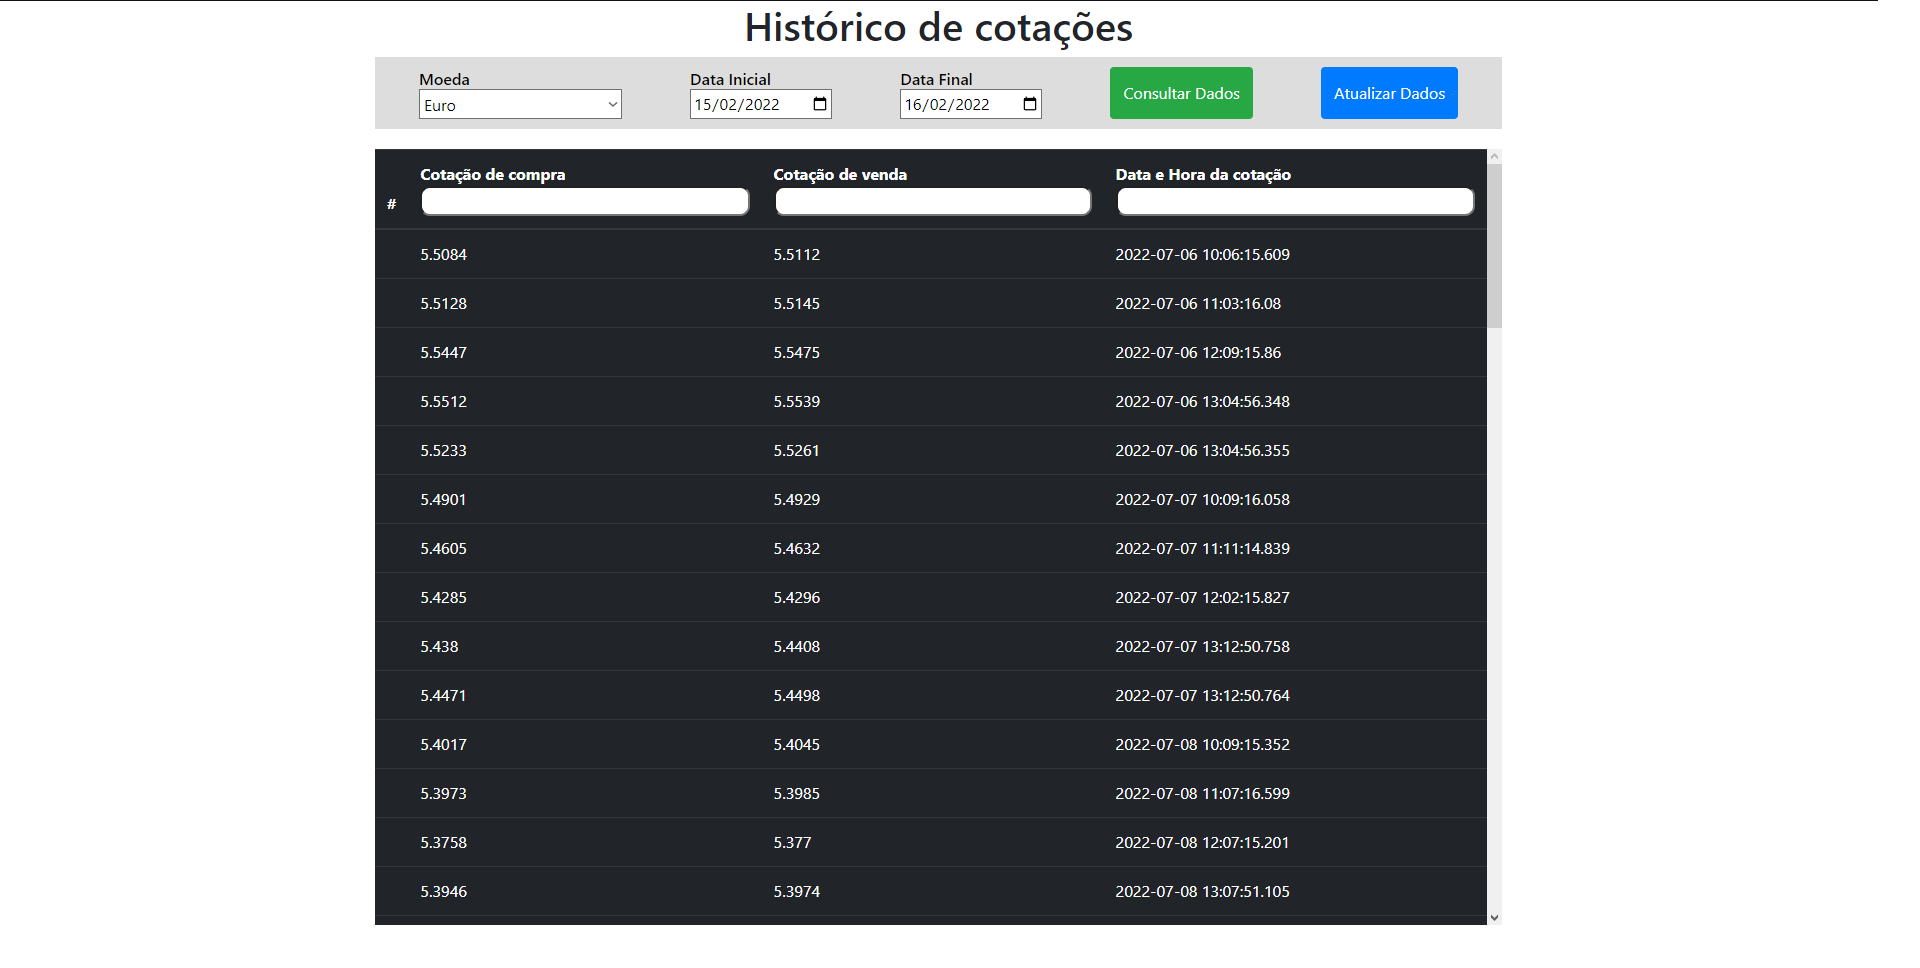 Histórico de cotações
Moeda Data Inicial Data Final
Euro 15/02/2022 16/02/2022 Consultar Dados Atualizar Dados
Cotação de compra Cotação de venda Data e Hora da cotação
#
5.5084 5.5112 2022-07-06 10:06:15.609
5.5128 5.5145 2022-07-06 11:03:16.08
5.5447 5.5475 2022-07-06 12:09:15.86
5.5512 5.5539 2022-07-06 13:04:56.348
5.5233 5.5261 2022-07-06 13:04:56.355
5.4901 5.4929 2022-07-07 10:09:16.058
5.4605 5.4632 2022-07-07 11:11:14.839
5.4285 5.4296 2022-07-07 12:02:15.827
5.438 5.4408 2022-07-07 13:12:50.758
5.4471 5.4498 2022-07-07 13:12:50.764
5.4017 5.4045 2022-07-08 10:09:15.352
5.3973 5.3985 2022-07-08 11:07:16.599
5.3758 5.377 2022-07-08 12:07:15.201
5.3946 5.3974 2022-07-08 13:07:51.105